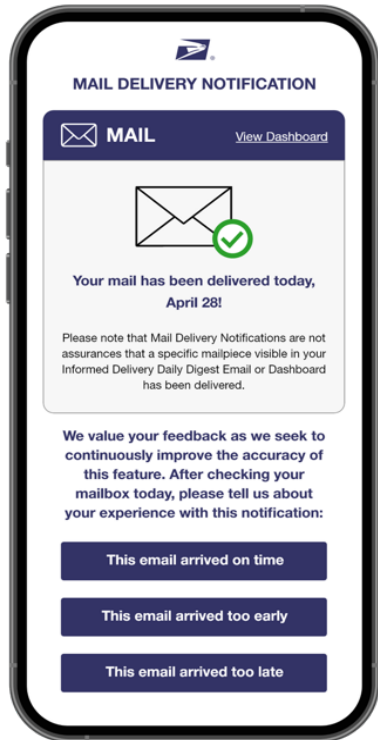 MAIL DELIVERY NOTIFICATION
MAIL
View Dashboard
Your mail has been delivered today,
April 28!
Please note that Mail Delivery Notifications are not
assurances that a specific mailpiece visible in your
Informed Delivery Daily Digest Email or Dashboard
has been delivered.
We value your feedback as we seek to
continuously improve the accuracy of
this feature. After checking your
mailbox today, please tell us about
your experience with this notification:
This email arrived on time
This email arrived too early
This email arrived too late